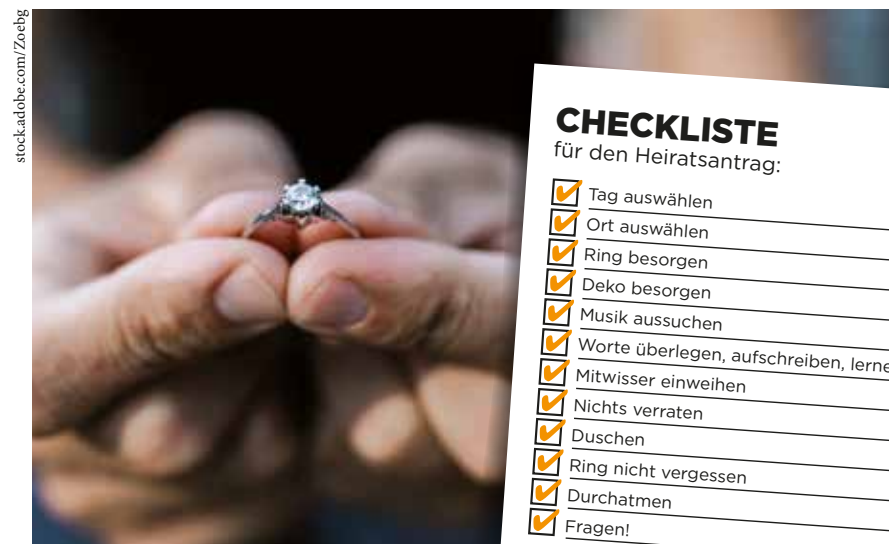 stock.adobe.com/Zoebg
CHECKLISTE
für den Heiratsantrag:
Tag auswählen
Ort auswählen
Ring besorgen
Deko besorgen
Musik aussuchen
Worte überlegen, aufschreiben, lerne
Mitwisser einweihen
Nichts verraten
Duschen
Ring nicht vergessen
Durchatmen
Fragen!